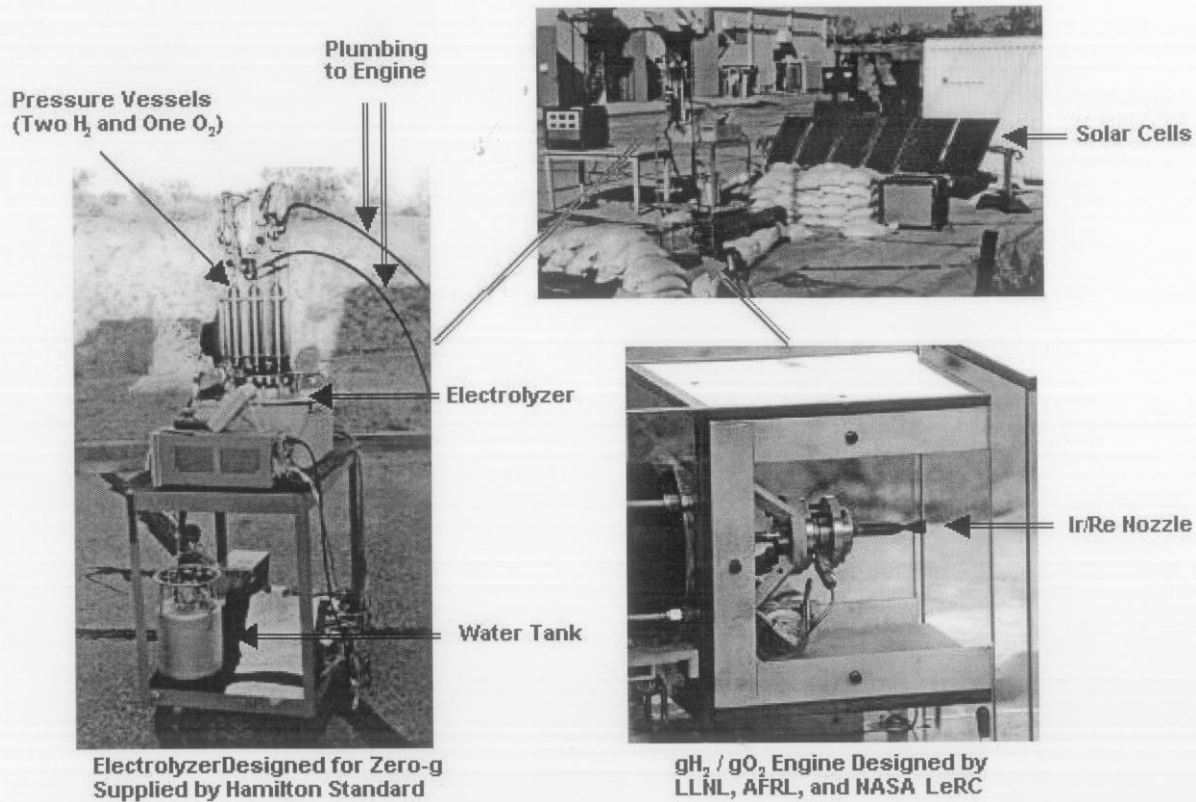 Plumbing
to Engine
Pressure Vessels
(Two H₂ and One O₂)
Solar Cells
Electrolyzer
Ir/Re Nozzle
Water Tank
ElectrolyzerDesigned for Zero-g
Supplied by Hamilton Standard
gH₂ / gO₂ Engine Designed by
LLNL, AFRL, and NASA LeRC